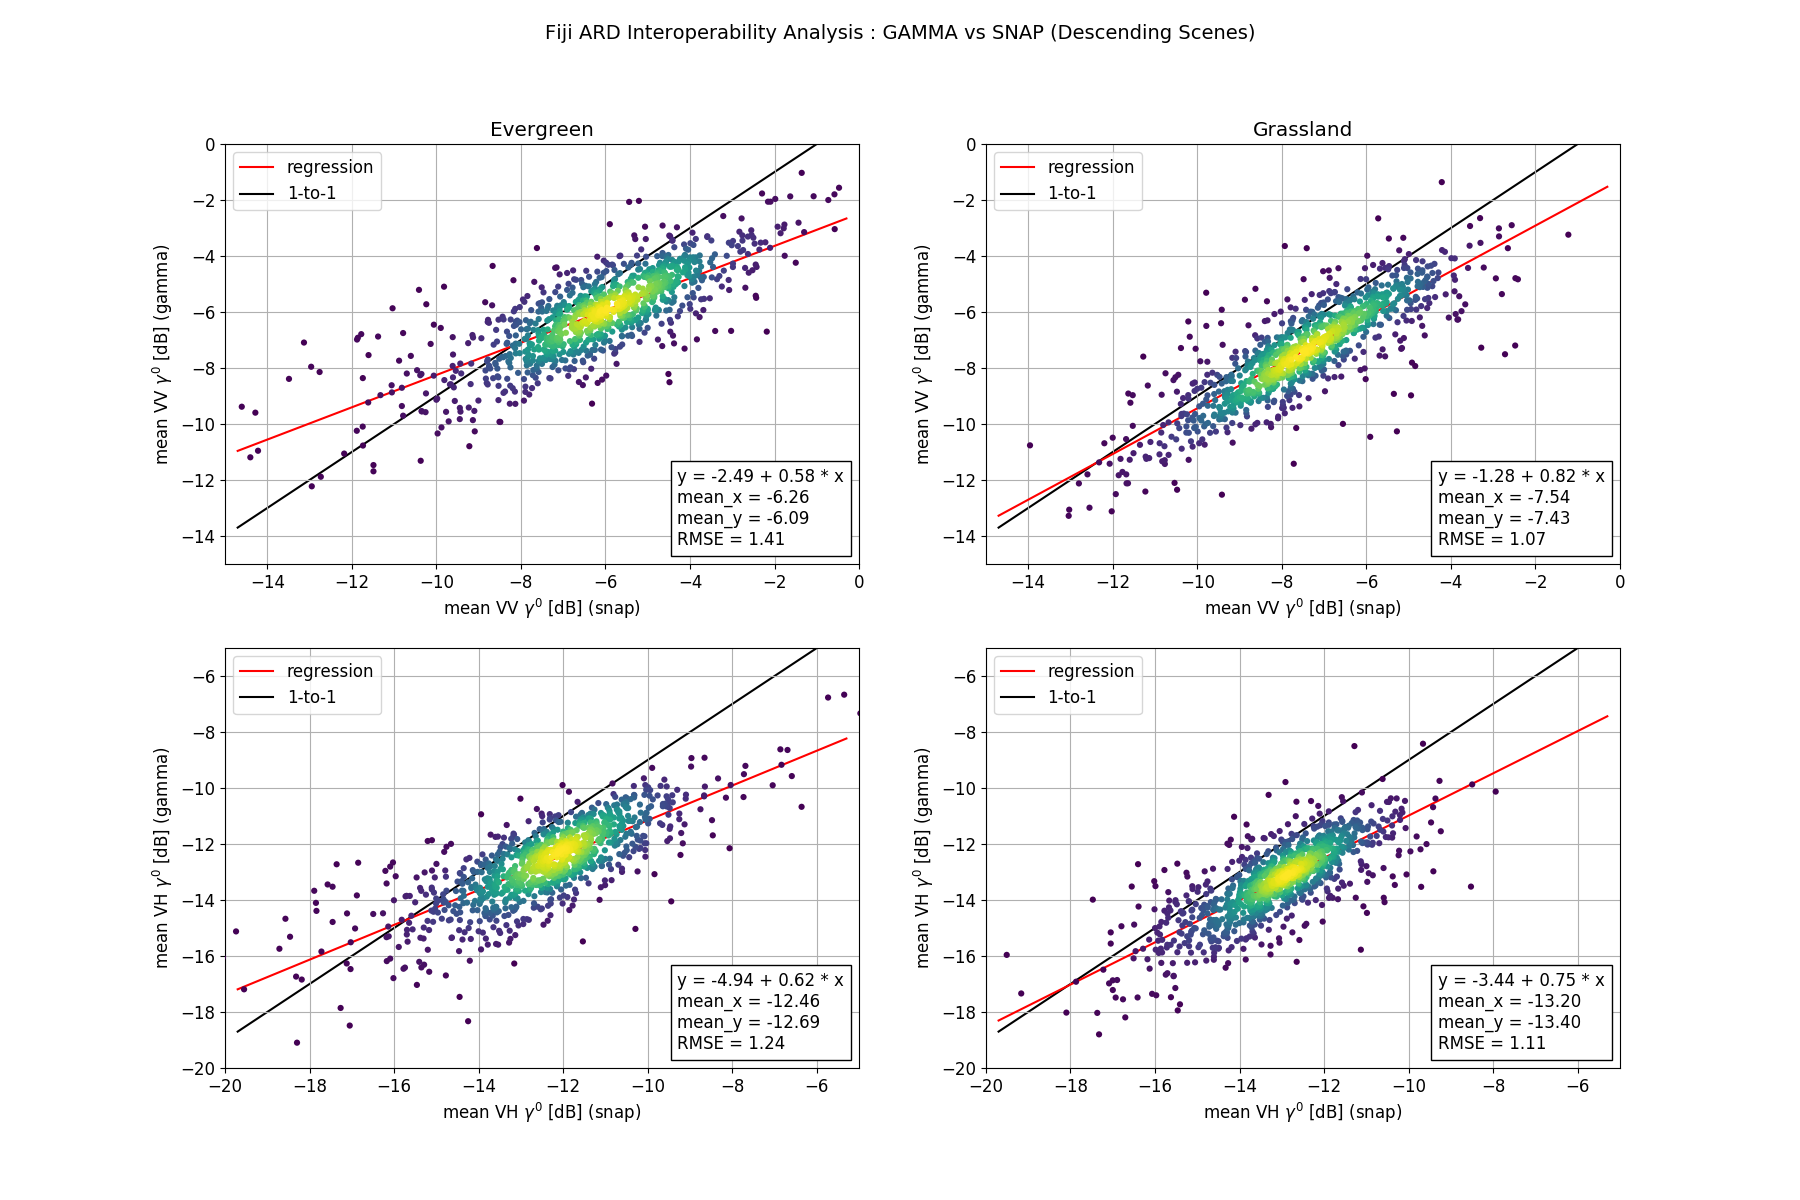 Fiji ARD Interoperability Analysis : GAMMA vs SNAP (Descending Scenes)
Evergreen
regression
1-to-1
0
−2
−4
−6
−8
−10
−12
−14
mean VV γ⁰ [dB] (gamma)
y = -2.49 + 0.58 * x
mean_x = -6.26
mean_y = -6.09
RMSE = 1.41
−14 −12 −10 −8 −6 −4 −2 0
mean VV γ⁰ [dB] (snap)
Grassland
regression
1-to-1
0
−2
−4
−6
−8
−10
−12
−14
mean VV γ⁰ [dB] (gamma)
y = -1.28 + 0.82 * x
mean_x = -7.54
mean_y = -7.43
RMSE = 1.07
−14 −12 −10 −8 −6 −4 −2 0
mean VV γ⁰ [dB] (snap)
regression
1-to-1
−6
−8
−10
−12
−14
−16
−18
−20
mean VH γ⁰ [dB] (gamma)
y = -4.94 + 0.62 * x
mean_x = -12.46
mean_y = -12.69
RMSE = 1.24
−20 −18 −16 −14 −12 −10 −8 −6
mean VH γ⁰ [dB] (snap)
regression
1-to-1
−6
−8
−10
−12
−14
−16
−18
−20
mean VH γ⁰ [dB] (gamma)
y = -3.44 + 0.75 * x
mean_x = -13.20
mean_y = -13.40
RMSE = 1.11
−20 −18 −16 −14 −12 −10 −8 −6
mean VH γ⁰ [dB] (snap)